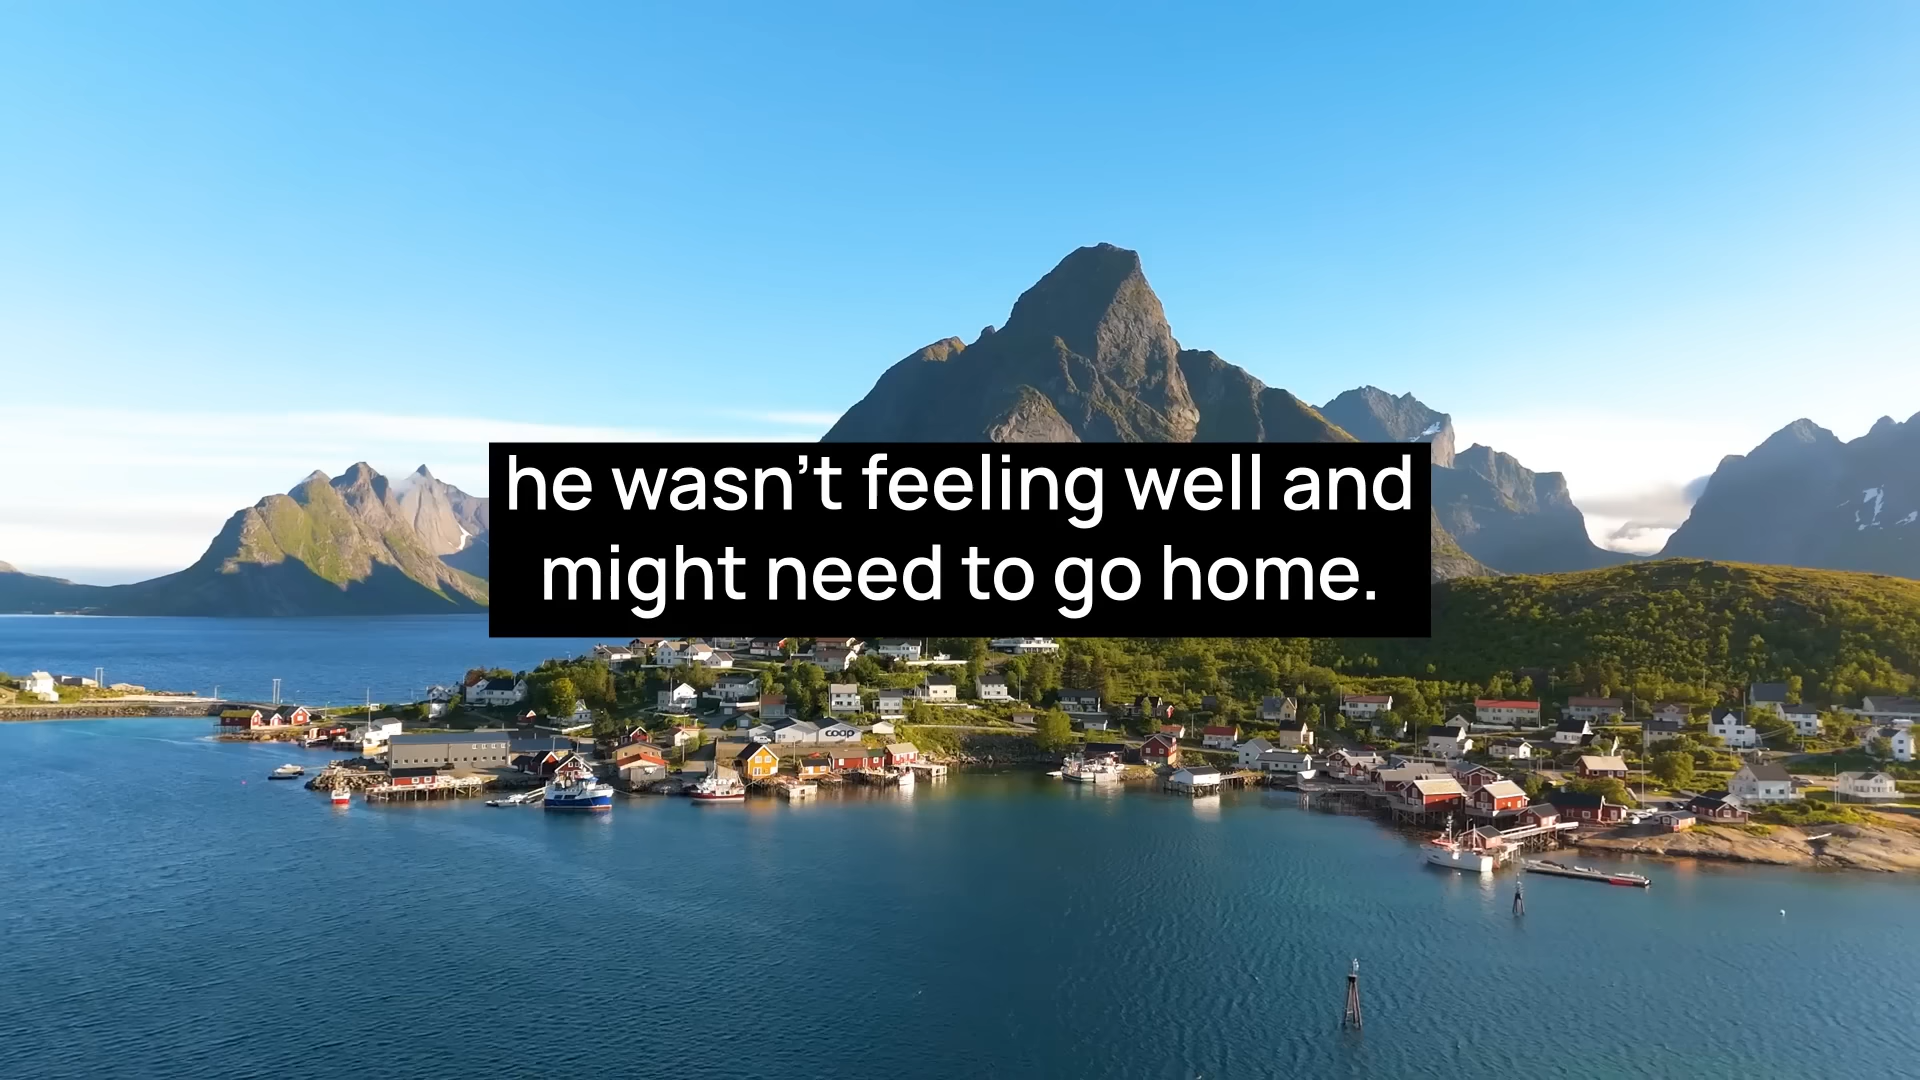 he wasn’t feeling well and
might need to go home.
coop